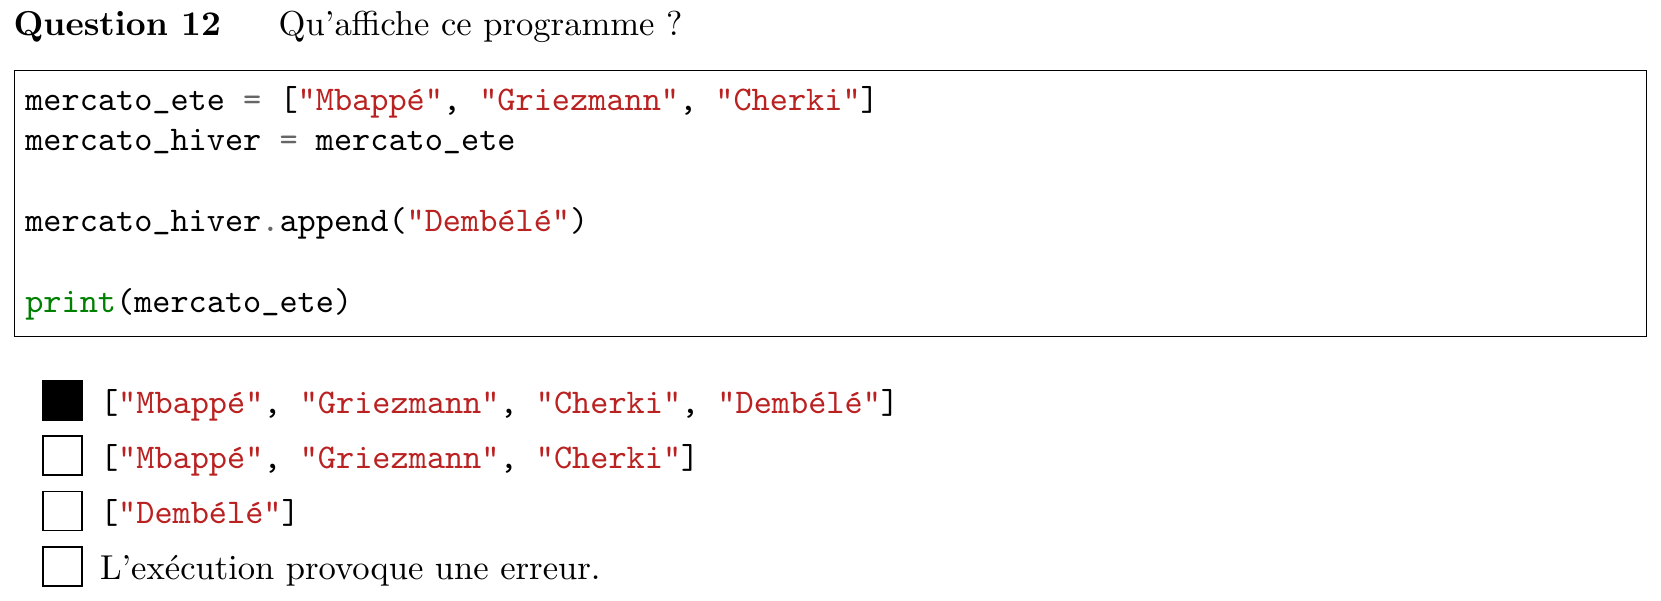 Question 12 Qu'affiche ce programme ?
mercato_ete = ["Mbappé", "Griezmann", "Cherki"]
mercato_hiver = mercato_ete
mercato_hiver.append("Dembélé")
print(mercato_ete)
["Mbappé", "Griezmann", "Cherki", "Dembélé"]
["Mbappé", "Griezmann", "Cherki"]
["Dembélé"]
L'exécution provoque une erreur.